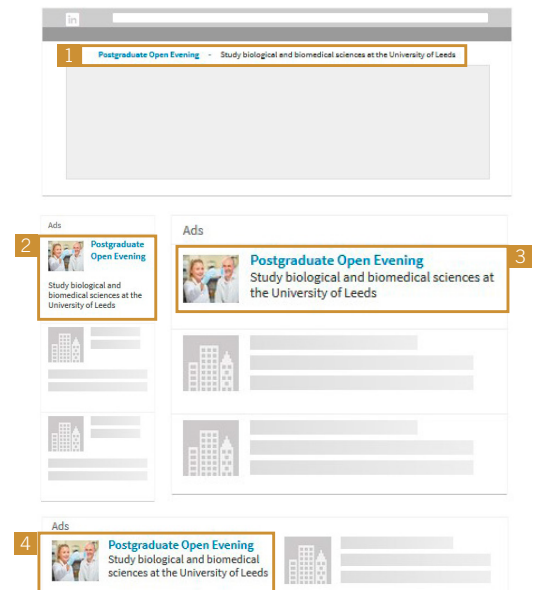 in
1
Postgraduate Open Evening - Study biological and biomedical sciences at the University of Leeds
Ads
2
Postgraduate
Open Evening
Study biological and
biomedical sciences at the
University of Leeds
Ads
3
Postgraduate Open Evening
Study biological and biomedical sciences at
the University of Leeds
Ads
4
Postgraduate Open Evening
Study biological and biomedical
sciences at the University of Leeds